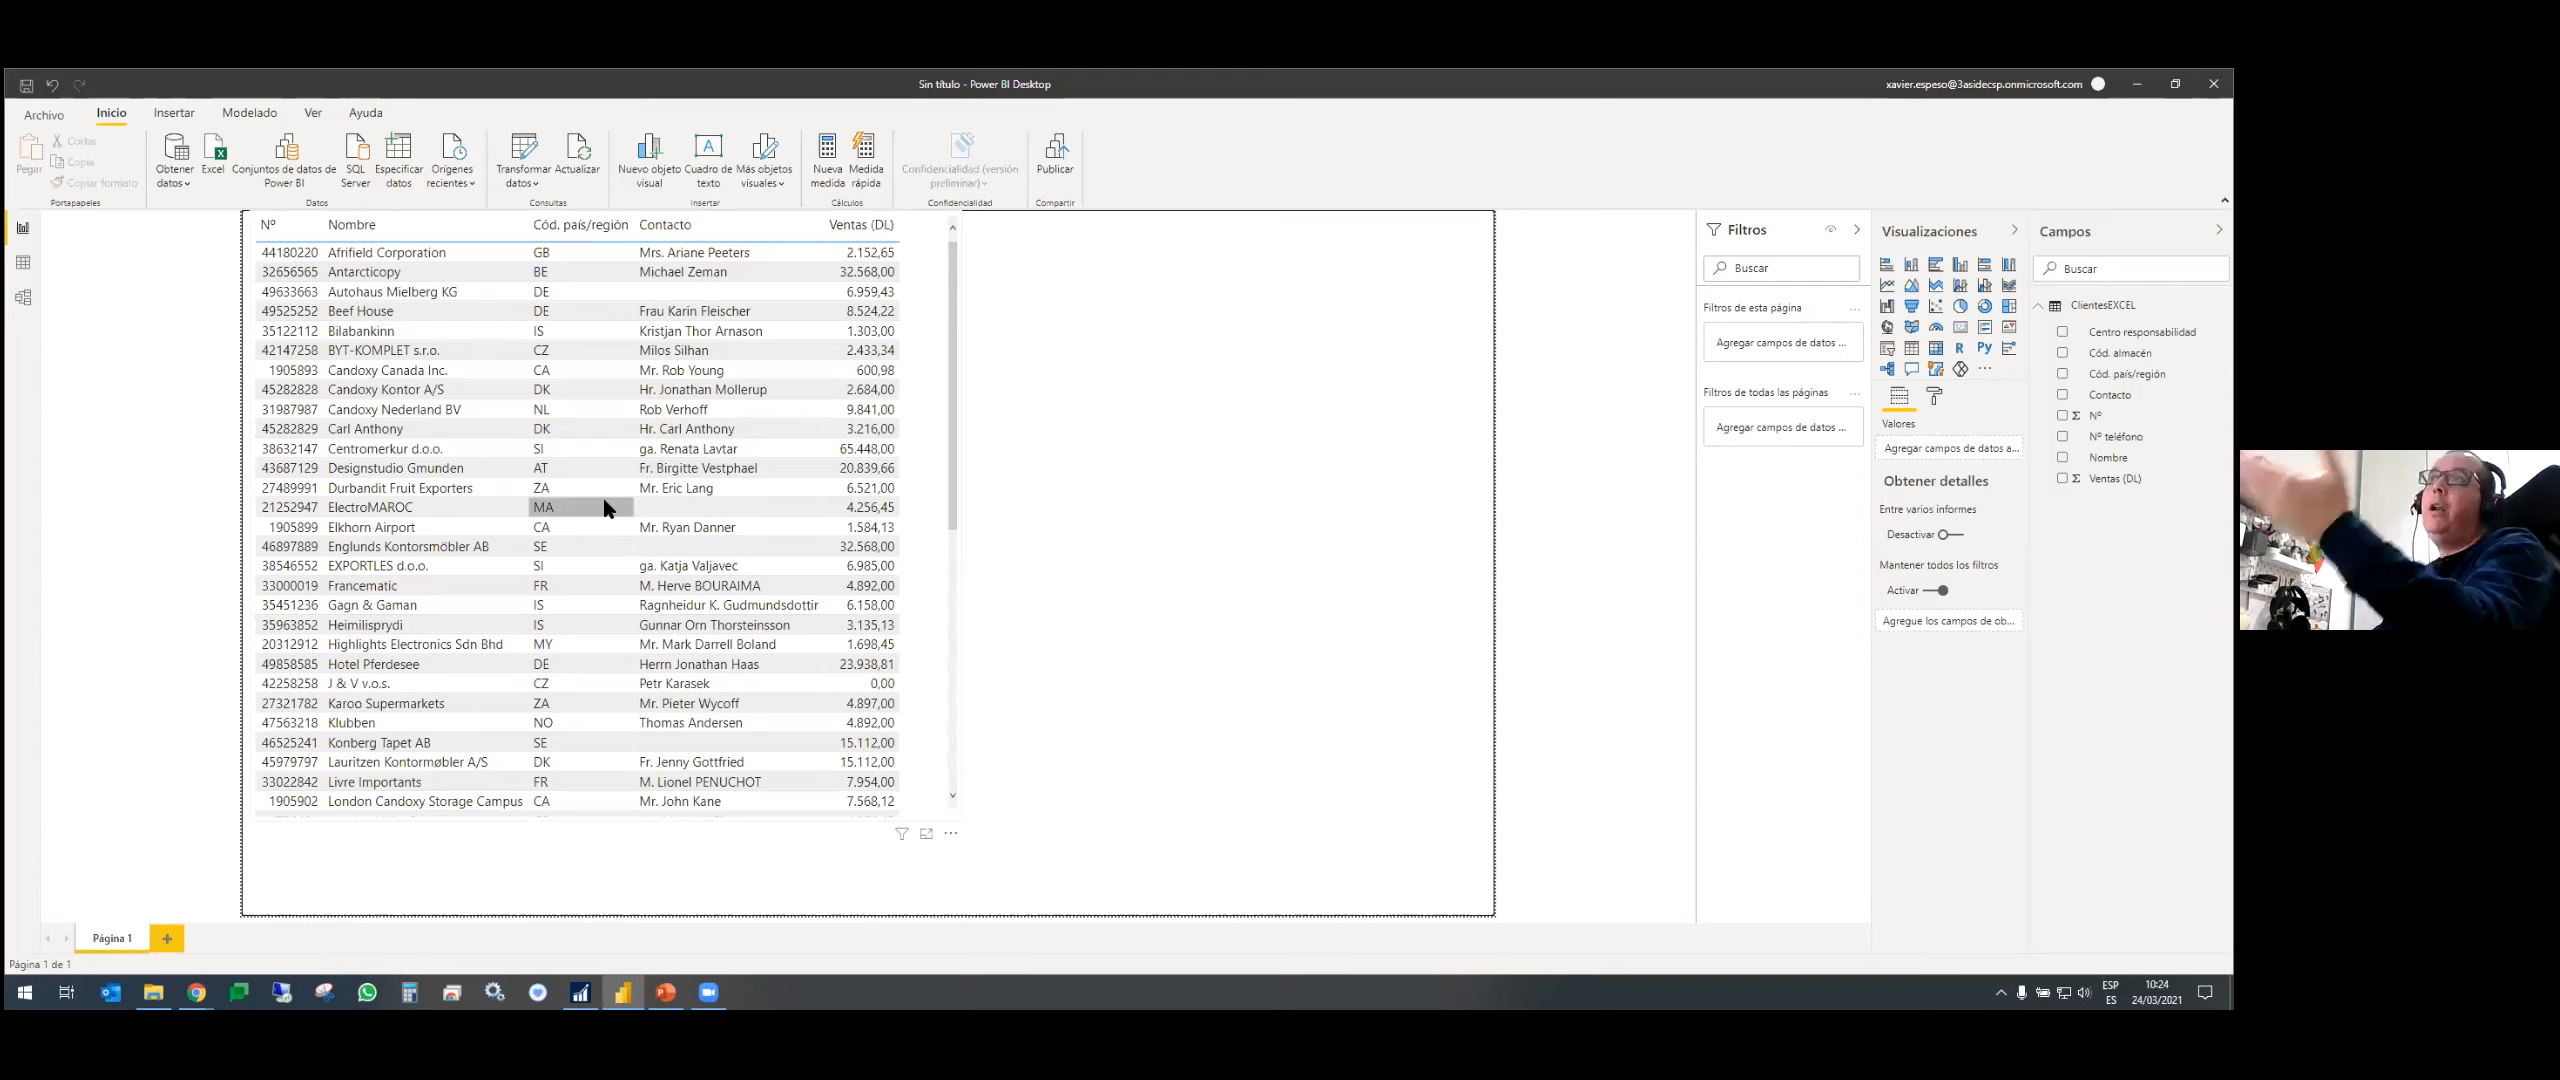 Sin título - Power BI Desktop
xavier.espeso@3asidecsp.onmicrosoft.com
Archivo Inicio Insertar Modelado Ver Ayuda
Pegar
Cortar
Copia
Copiar formato
Portapapeles
Obtener datos
Excel
Conjuntos de datos de Power BI
SQL Server
Especificar datos
Orígenes recientes
Datos
Transformar datos
Actualizar
Consultas
Nuevo objeto visual
Cuadro de texto
Más objetos visuales
Insertar
Nueva medida
Medida rápida
Cálculos
Confidencialidad (versión preliminar)
Confidencialidad
Publicar
Compartir
Nº Nombre Cód. país/región Contacto Ventas (DL)
44180220 Afrifield Corporation GB Mrs. Ariane Peeters 2.152,65
32656565 Antarcticopy BE Michael Zeman 32.568,00
49633663 Autohaus Mielberg KG DE 6.959,43
49525252 Beef House DE Frau Karin Fleischer 8.524,22
35122112 Bilabankinn IS Kristjan Thor Arnason 1.303,00
42147258 BYT-KOMPLET s.r.o. CZ Milos Silhan 2.433,34
1905893 Candoxy Canada Inc. CA Mr. Rob Young 600,98
45282828 Candoxy Kontor A/S DK Hr. Jonathan Mollerup 2.684,00
31987987 Candoxy Nederland BV NL Rob Verhoff 9.841,00
45282829 Carl Anthony DK Hr. Carl Anthony 3.216,00
38632147 Centromerkur d.o.o. SI ga. Renata Lavtar 65.448,00
43687129 Designstudio Gmunden AT Fr. Birgitte Vestphael 20.839,66
27489991 Durbandit Fruit Exporters ZA Mr. Eric Lang 6.521,00
21252947 ElectroMAROC MA 4.256,45
1905899 Elkhorn Airport CA Mr. Ryan Danner 1.584,13
46897889 Englunds Kontorsmöbler AB SE 32.568,00
38546552 EXPORTLES d.o.o. SI ga. Katja Valjavec 6.985,00
33000019 Francematic FR M. Herve BOURAIMA 4.892,00
35451236 Gagn & Gaman IS Ragnheidur K. Gudmundsdottir 6.158,00
35963852 Heimilisprydi IS Gunnar Orn Thorsteinsson 3.135,13
20312912 Highlights Electronics Sdn Bhd MY Mr. Mark Darrell Boland 1.698,45
49858585 Hotel Pferdesee DE Herrn Jonathan Haas 23.938,81
42258258 J & V v.o.s. CZ Petr Karasek 0,00
27321782 Karoo Supermarkets ZA Mr. Pieter Wycoff 4.897,00
47563218 Klubben NO Thomas Andersen 4.892,00
46525241 Konberg Tapet AB SE 15.112,00
45979797 Lauritzen Kontormøbler A/S DK Fr. Jenny Gottfried 15.112,00
33022842 Livre Importants FR M. Lionel PENUCHOT 7.954,00
1905902 London Candoxy Storage Campus CA Mr. John Kane 7.568,12
Filtros
Buscar
Filtros de esta página ...
Agregar campos de datos ...
Filtros de todas las páginas ...
Agregar campos de datos ...
Visualizaciones
R Py
...
Valores
Agregar campos de datos a...
Obtener detalles
Entre varios informes
Desactivar
Mantener todos los filtros
Activar
Agregue los campos de ob...
Campos
Buscar
ClientesEXCEL
Centro responsabilidad
Cód. almacén
Cód. país/región
Contacto
Σ Nº
Nº teléfono
Nombre
Σ Ventas (DL)
Página 1
Página 1 de 1
ESP
ES
10:24
24/03/2021